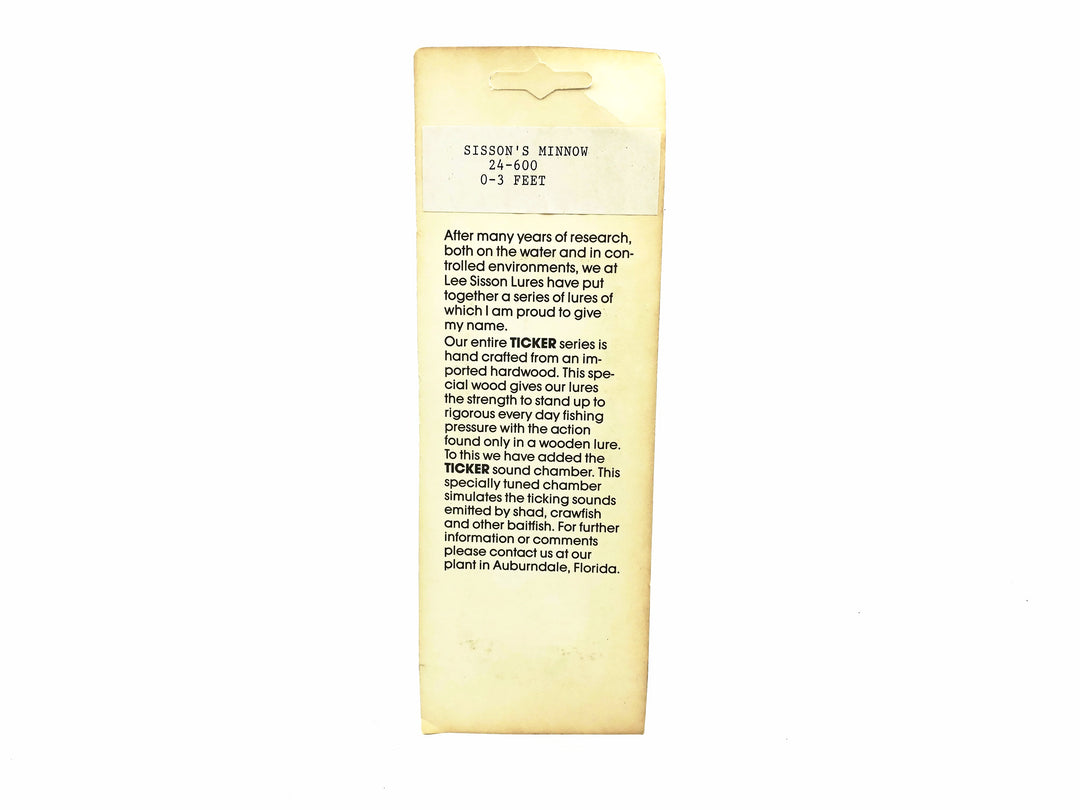 SISSON'S MINNOW
24-600
0-3 FEET
After many years of research,
both on the water and in con-
trolled environments, we at
Lee Sisson Lures have put
together a series of lures of
which I am proud to give
my name.
Our entire TICKER series is
hand crafted from an im-
ported hardwood. This spe-
cial wood gives our lures
the strength to stand up to
rigorous every day fishing
pressure with the action
found only in a wooden lure.
To this we have added the
TICKER sound chamber. This
specially tuned chamber
simulates the ticking sounds
emitted by shad, crawfish
and other baitfish. For further
information or comments
please contact us at our
plant in Auburndale, Florida.